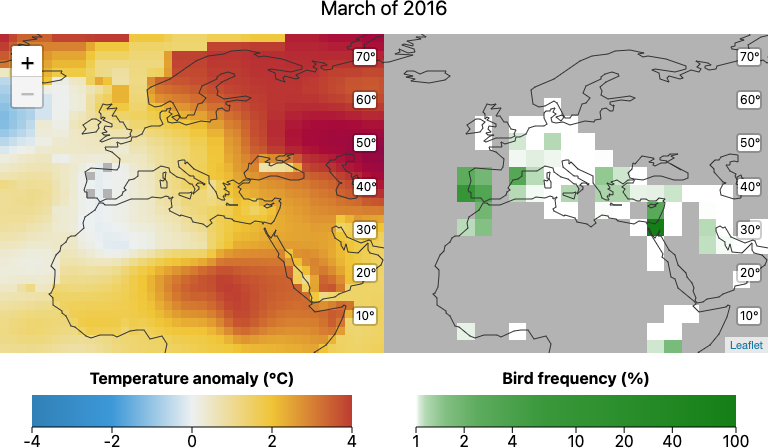 March of 2016
+
−
70°
60°
50°
40°
30°
20°
10°
70°
60°
50°
40°
30°
20°
10°
Leaflet
Temperature anomaly (°C)
-4 -2 0 2 4
Bird frequency (%)
1 2 4 10 20 40 100